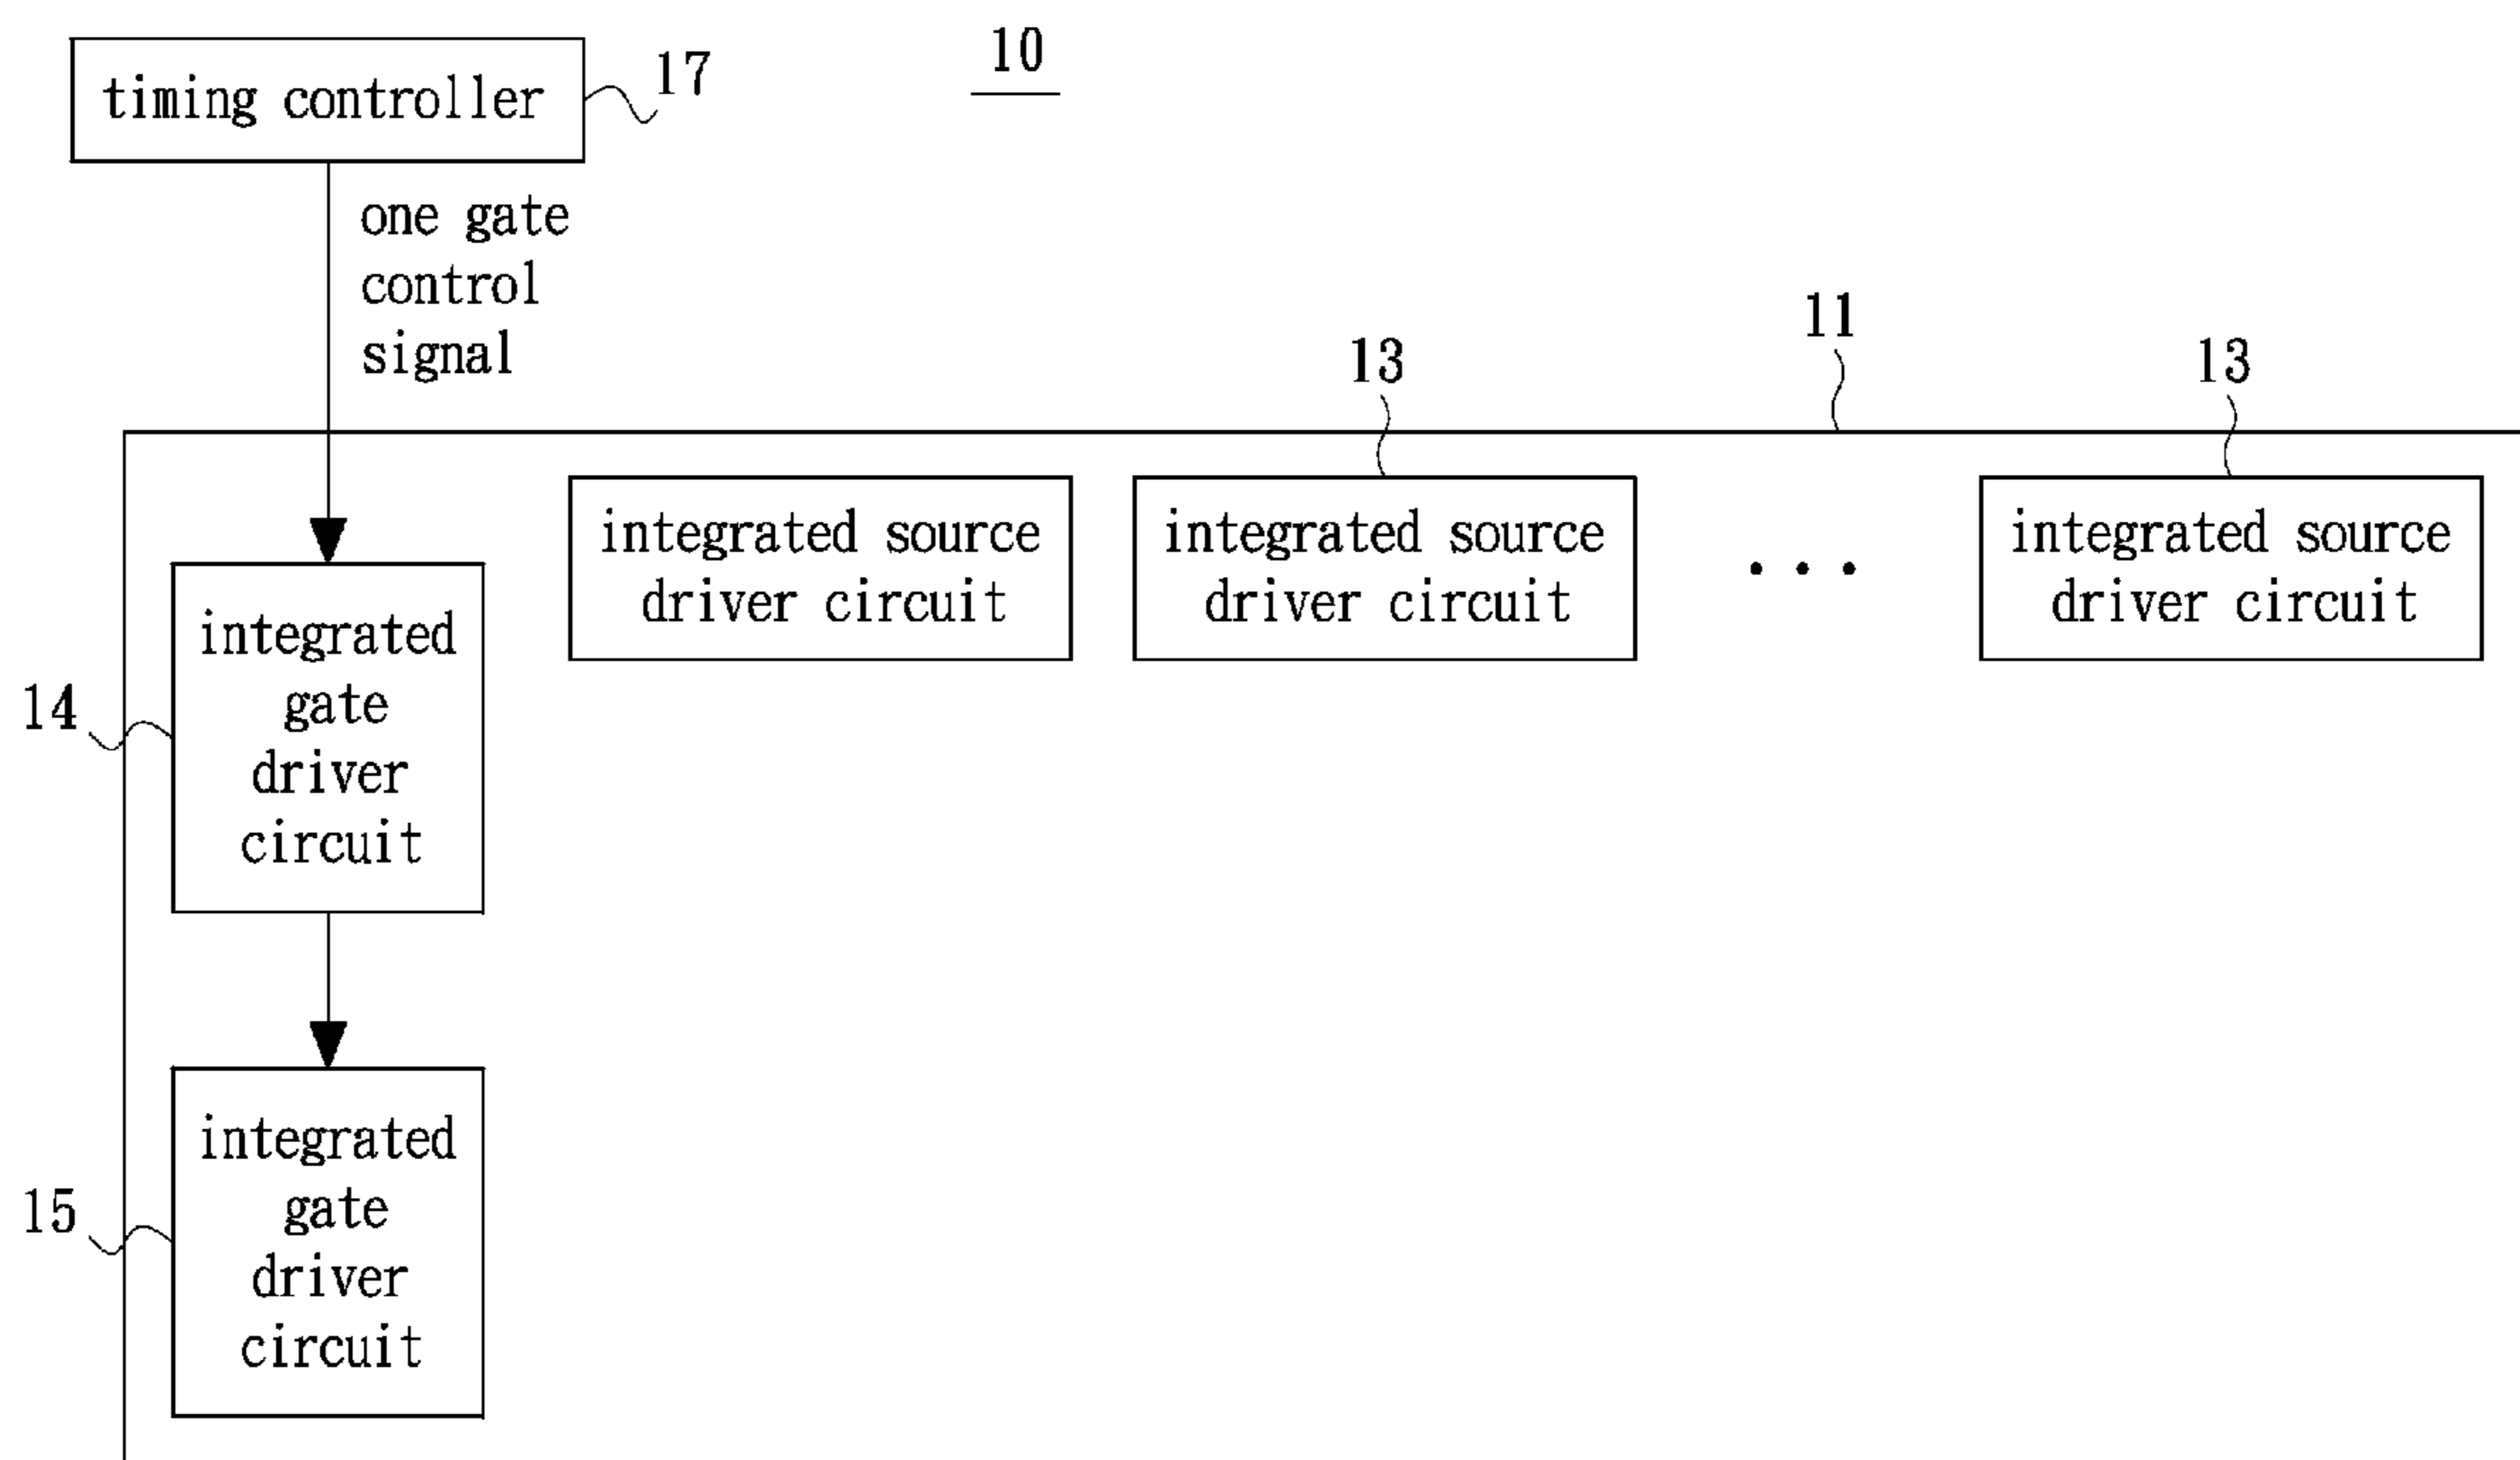 10
timing controller
17
one gate
control
signal
11
13
13
integrated source
driver circuit
integrated source
driver circuit
. . .
integrated source
driver circuit
14
integrated
gate
driver
circuit
15
integrated
gate
driver
circuit